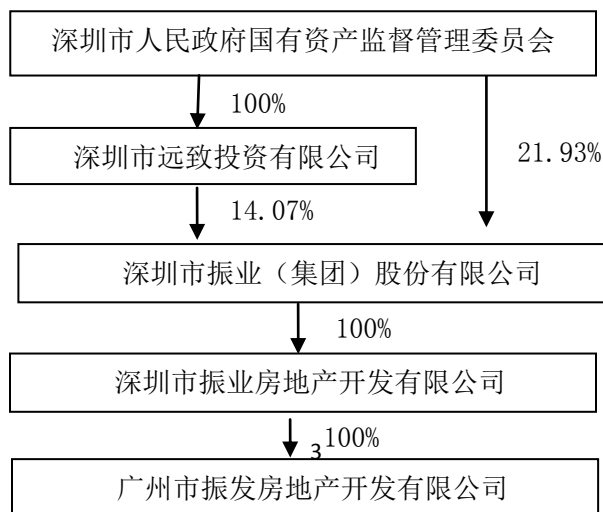 深圳市人民政府国有资产监督管理委员会
100%
深圳市远致投资有限公司
21.93%
14.07%
深圳市振业（集团）股份有限公司
100%
深圳市振业房地产开发有限公司
100%
3
广州市振发房地产开发有限公司